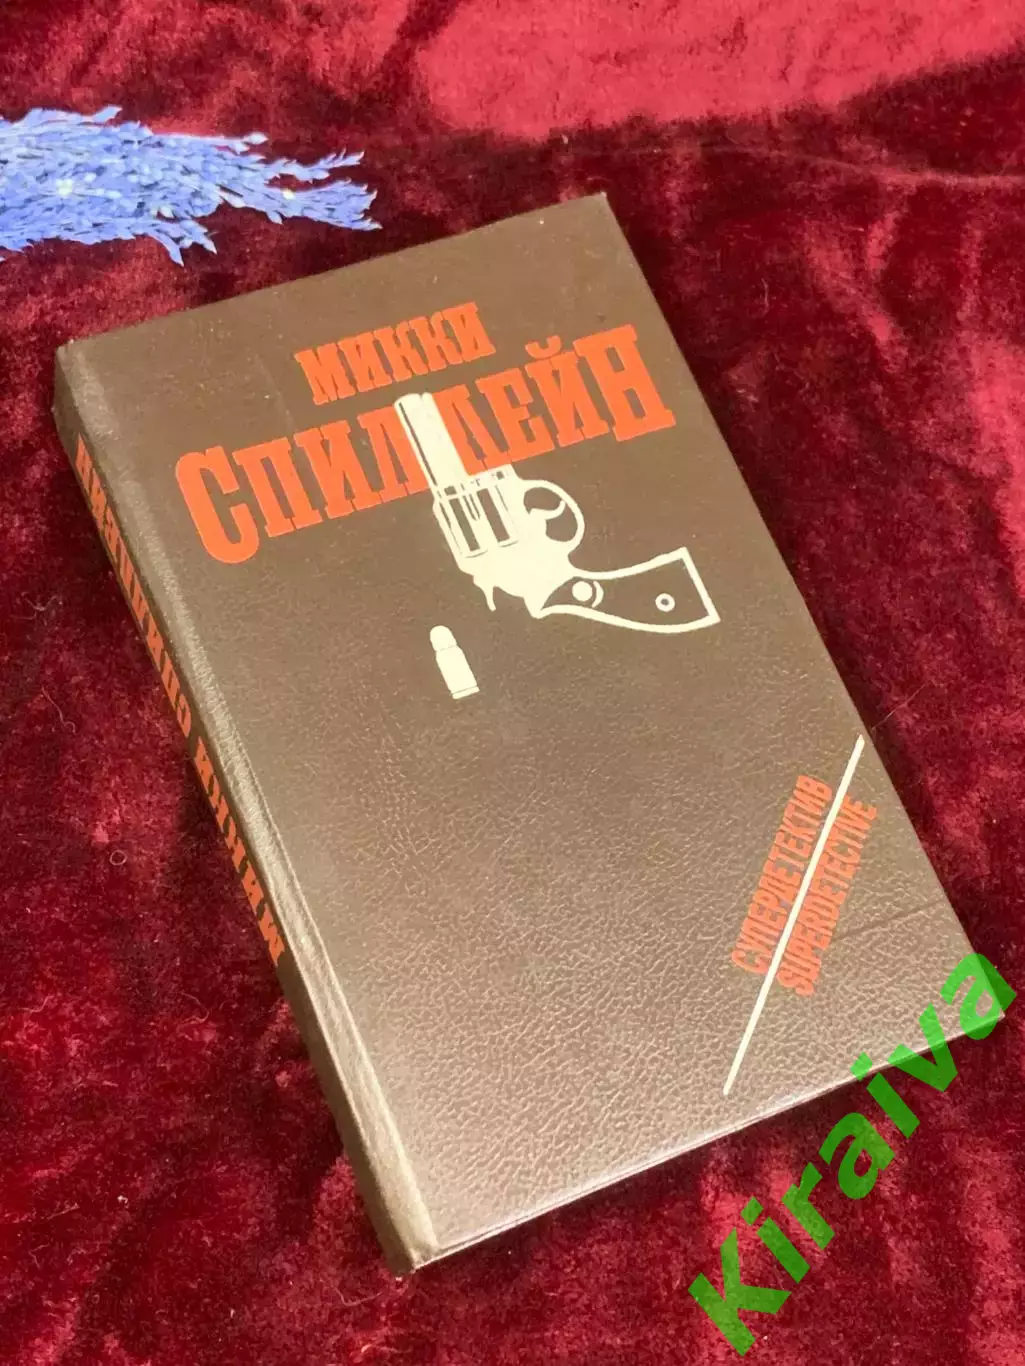 МИККИ
СПИЛЛЕЙН
СУПЕРДЕТЕКТИВ
SUPERDETECTIVE
МИККИ СПИЛЛЕЙН
Kiraiva